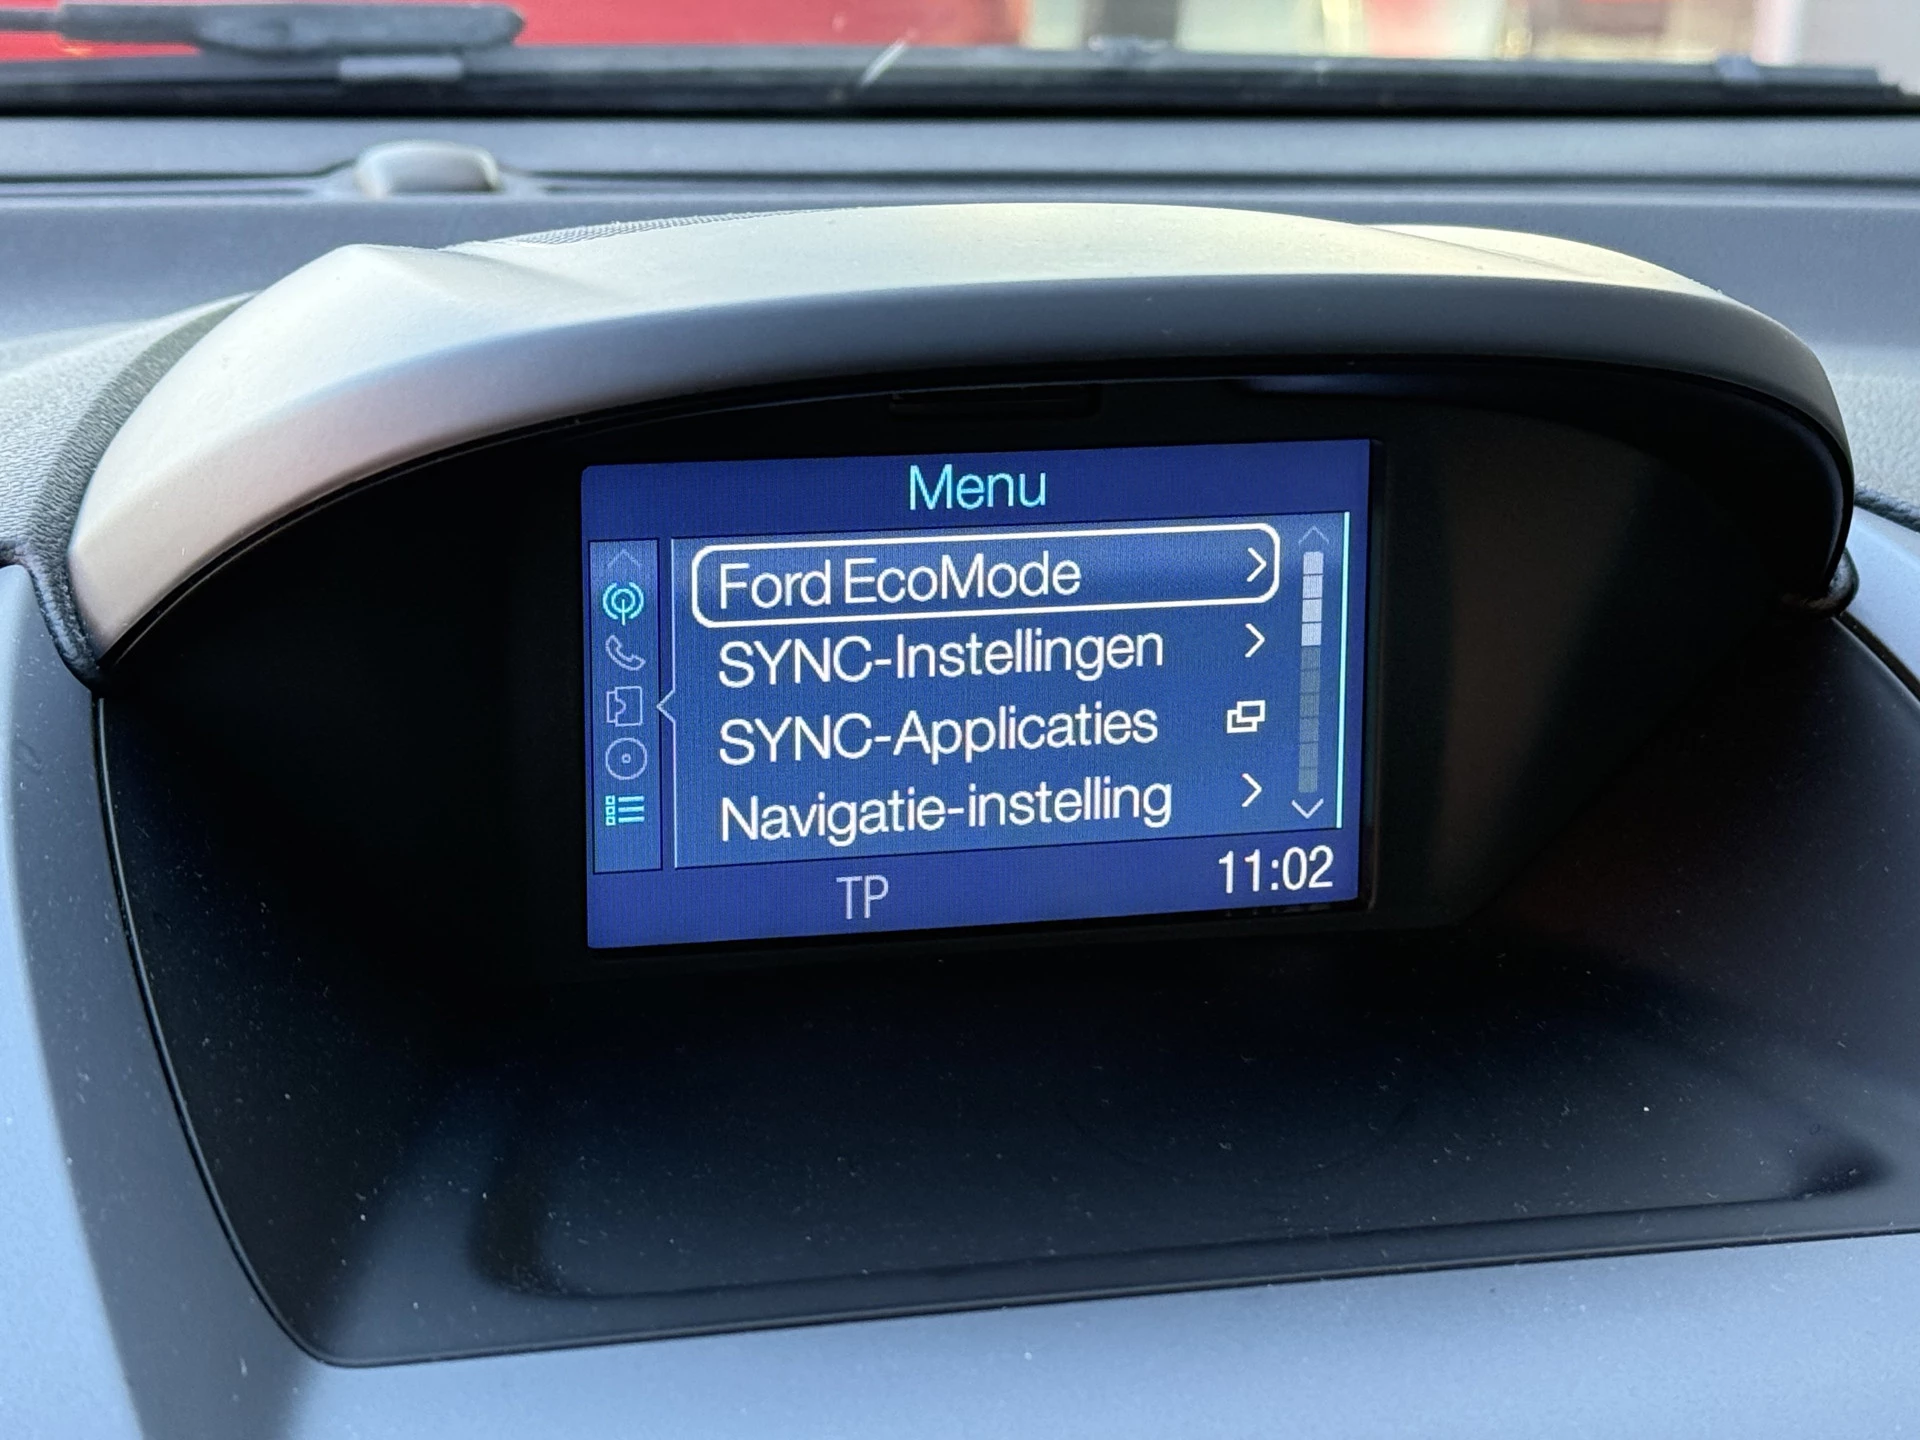 Menu
Ford EcoMode
SYNC-Instellingen
SYNC-Applicaties
Navigatie-instelling
TP
11:02